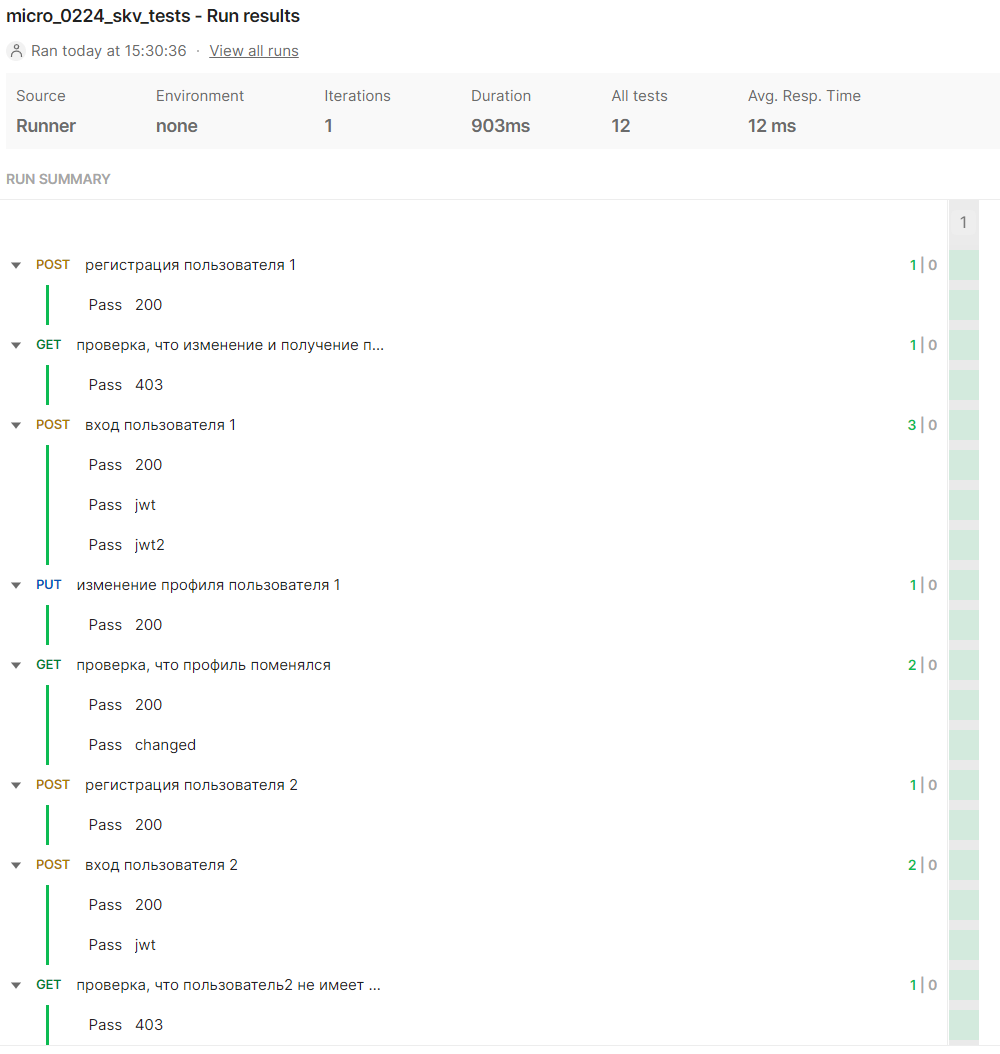 micro_0224_skv_tests - Run results
Ran today at 15:30:36 · View all runs
Source Environment Iterations Duration All tests Avg. Resp. Time
Runner none 1 903ms 12 12 ms
RUN SUMMARY
1
POST регистрация пользователя 1 1 | 0
Pass 200
GET проверка, что изменение и получение п... 1 | 0
Pass 403
POST вход пользователя 1 3 | 0
Pass 200
Pass jwt
Pass jwt2
PUT изменение профиля пользователя 1 1 | 0
Pass 200
GET проверка, что профиль поменялся 2 | 0
Pass 200
Pass changed
POST регистрация пользователя 2 1 | 0
Pass 200
POST вход пользователя 2 2 | 0
Pass 200
Pass jwt
GET проверка, что пользователь2 не имеет ... 1 | 0
Pass 403